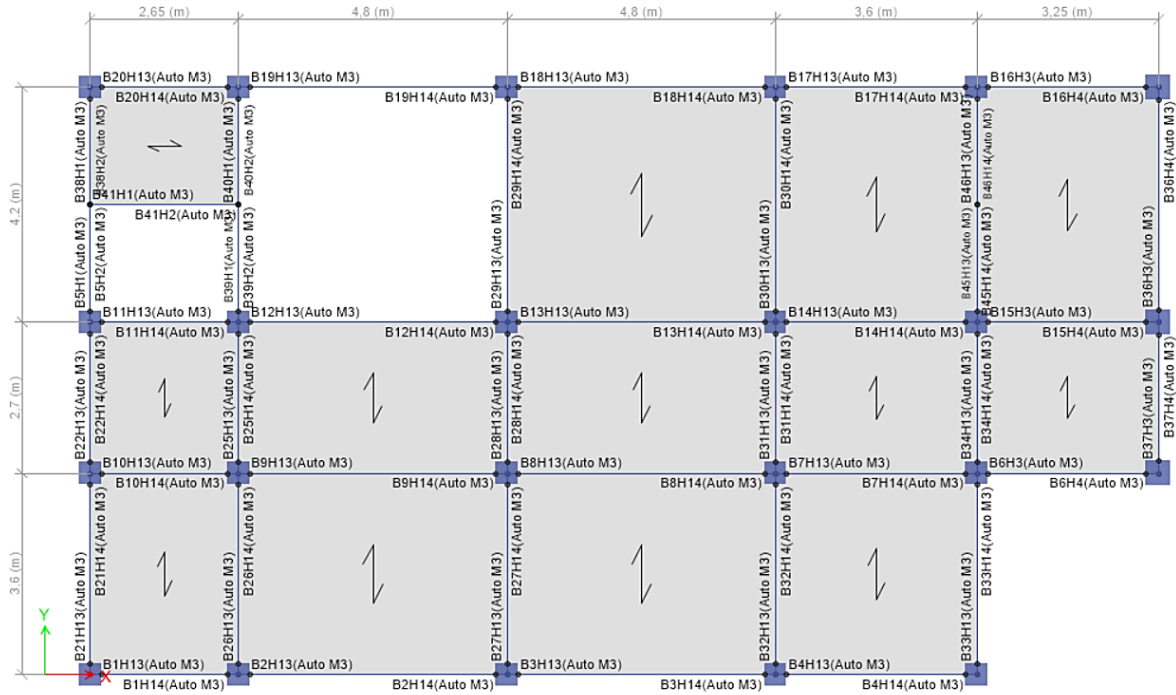 2,65 (m) 4,8 (m) 4,8 (m) 3,6 (m) 3,25 (m)
B20H13(Auto M3) B19H13(Auto M3) B18H13(Auto M3) B17H13(Auto M3) B16H3(Auto M3)
B20H14(Auto M3) B19H14(Auto M3) B18H14(Auto M3) B17H14(Auto M3) B16H4(Auto M3)
B38H1(Auto M3)
B38H2(Auto M3)
B40H1(Auto M3)
B40H2(Auto M3)
B29H14(Auto M3)
B30H14(Auto M3)
B46H13(Auto M3)
B46H14(Auto M3)
B36H4(Auto M3)
4,2 (m)
B41H1(Auto M3)
B41H2(Auto M3)
B5H1(Auto M3)
B5H2(Auto M3)
B39H1(Auto M3)
B39H2(Auto M3)
B29H13(Auto M3)
B30H13(Auto M3)
B45H13(Auto M3)
B45H14(Auto M3)
B36H3(Auto M3)
B11H13(Auto M3) B12H13(Auto M3) B13H13(Auto M3) B14H13(Auto M3) B15H3(Auto M3)
B11H14(Auto M3) B12H14(Auto M3) B13H14(Auto M3) B14H14(Auto M3) B15H4(Auto M3)
2,7 (m)
B22H13(Auto M3)
B22H14(Auto M3)
B25H13(Auto M3)
B25H14(Auto M3)
B28H13(Auto M3)
B28H14(Auto M3)
B31H13(Auto M3)
B31H14(Auto M3)
B34H13(Auto M3)
B34H14(Auto M3)
B37H3(Auto M3)
B37H4(Auto M3)
B10H13(Auto M3) B9H13(Auto M3) B8H13(Auto M3) B7H13(Auto M3) B6H3(Auto M3)
B10H14(Auto M3) B9H14(Auto M3) B8H14(Auto M3) B7H14(Auto M3) B6H4(Auto M3)
3,6 (m)
B21H13(Auto M3)
B21H14(Auto M3)
B26H13(Auto M3)
B26H14(Auto M3)
B27H13(Auto M3)
B27H14(Auto M3)
B32H13(Auto M3)
B32H14(Auto M3)
B33H13(Auto M3)
B33H14(Auto M3)
Y
X
B1H13(Auto M3) B2H13(Auto M3) B3H13(Auto M3) B4H13(Auto M3)
B1H14(Auto M3) B2H14(Auto M3) B3H14(Auto M3) B4H14(Auto M3)